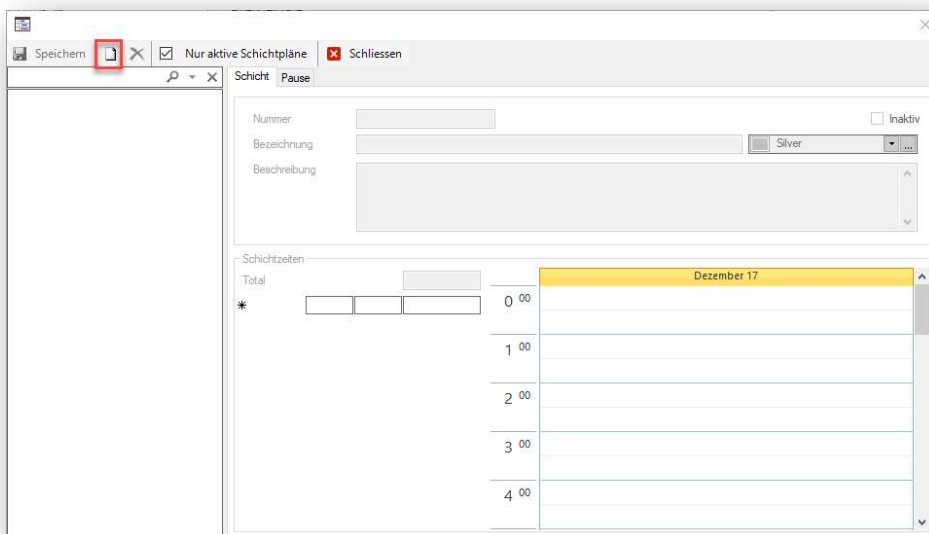 Speichern Nur aktive Schichtpläne Schliessen
Schicht Pause
Nummer Inaktiv
Bezeichnung Silver ...
Beschreibung
Schichtzeiten
Total Dezember 17
* 0 00
1 00
2 00
3 00
4 00